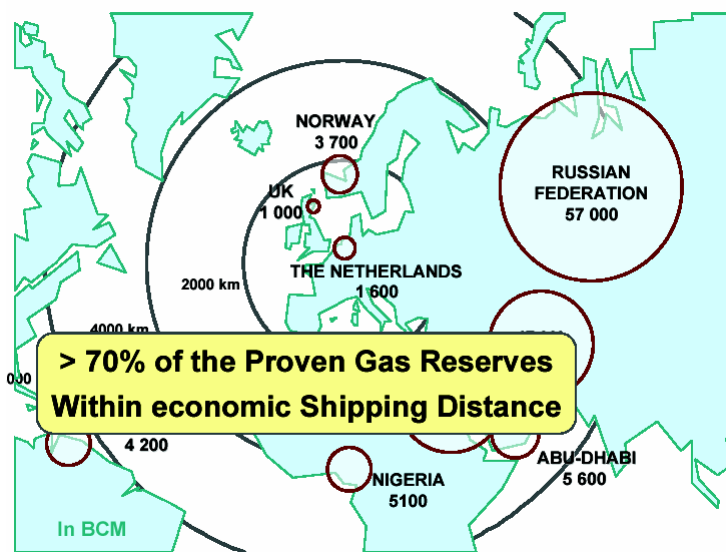 NORWAY
3 700
RUSSIAN
FEDERATION
57 000
UK
1 000
THE NETHERLANDS
1 600
2000 km
4000 km
> 70% of the Proven Gas Reserves
Within economic Shipping Distance
4 200
NIGERIA
5100
ABU-DHABI
5 600
In BCM